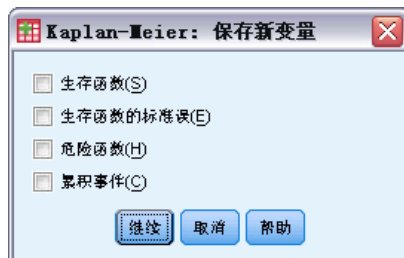 Kaplan-Meier: 保存新变量
生存函数(S)
生存函数的标准误(E)
危险函数(H)
累积事件(C)
继续 取消 帮助